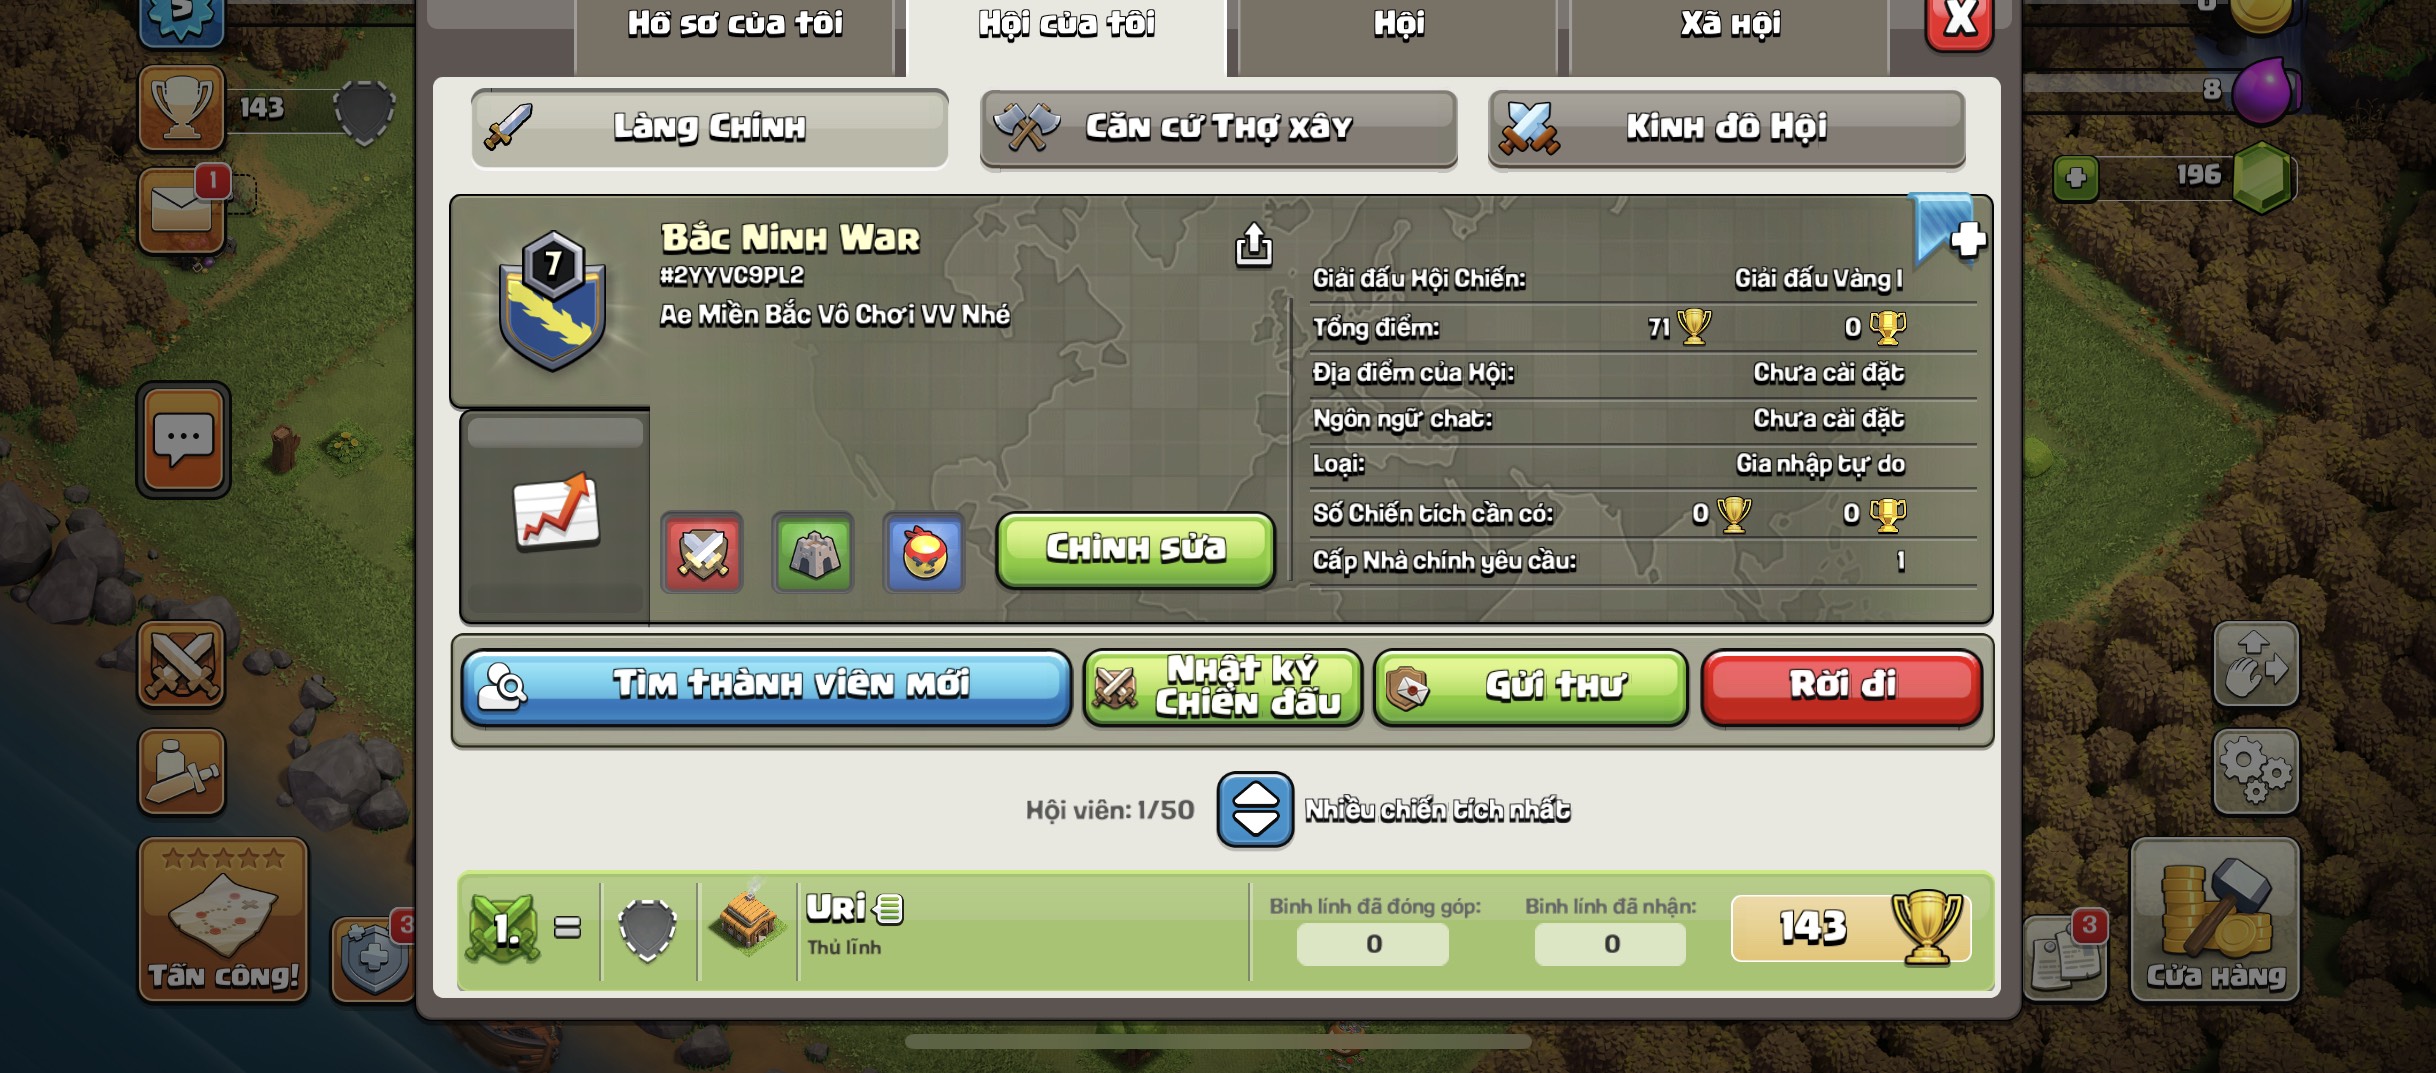 Hồ sơ của tôi
Hội của tôi
Hội
Xã hội
X
5
143
1
8
196
Làng Chính
Căn cứ Thợ xây
Kinh đô Hội
7
Bắc Ninh War
#2YYVC9PL2
Ae Miền Bắc Vô Chơi VV Nhé
Chỉnh sửa
Giải đấu Hội Chiến: Giải đấu Vàng I
Tổng điểm: 71 0
Địa điểm của Hội: Chưa cài đặt
Ngôn ngữ chat: Chưa cài đặt
Loại: Gia nhập tự do
Số Chiến tích cần có: 0 0
Cấp Nhà chính yêu cầu: 1
Tìm thành viên mới
Nhật ký
Chiến đấu
Gửi thư
Rời đi
Hội viên: 1/50
Nhiều chiến tích nhất
1.
=
Uri
Thủ lĩnh
Binh lính đã đóng góp:
0
Binh lính đã nhận:
0
143
Tấn công!
3
3
Cửa hàng